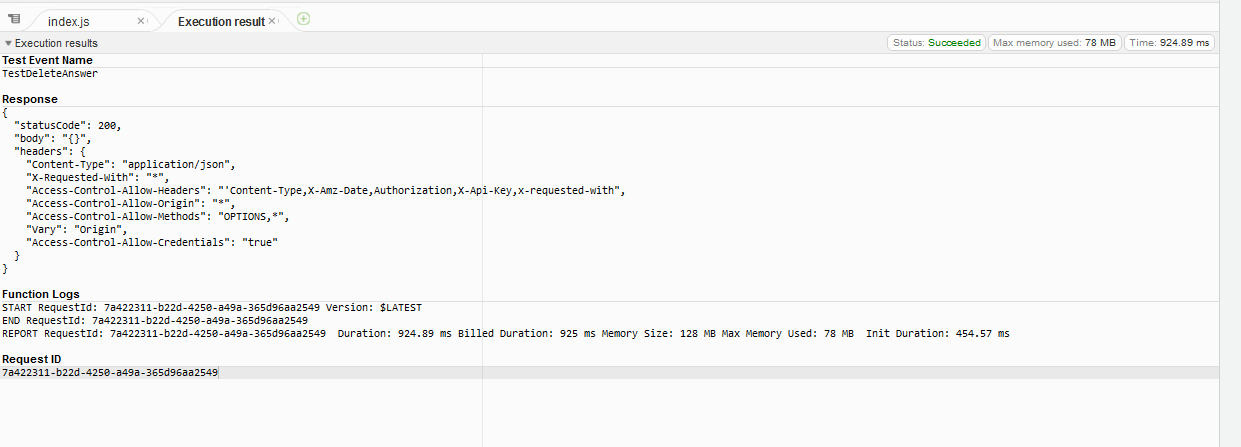 index.js
Execution result
Execution results Status: Succeeded Max memory used: 78 MB Time: 924.89 ms
Test Event Name
TestDeleteAnswer
Response
{
  "statusCode": 200,
  "body": "{}",
  "headers": {
    "Content-Type": "application/json",
    "X-Requested-With": "*",
    "Access-Control-Allow-Headers": "'Content-Type,X-Amz-Date,Authorization,X-Api-Key,x-requested-with",
    "Access-Control-Allow-Origin": "*",
    "Access-Control-Allow-Methods": "OPTIONS,*",
    "Vary": "Origin",
    "Access-Control-Allow-Credentials": "true"
  }
}
Function Logs
START RequestId: 7a422311-b22d-4250-a49a-365d96aa2549 Version: $LATEST
END RequestId: 7a422311-b22d-4250-a49a-365d96aa2549
REPORT RequestId: 7a422311-b22d-4250-a49a-365d96aa2549  Duration: 924.89 ms Billed Duration: 925 ms Memory Size: 128 MB Max Memory Used: 78 MB  Init Duration: 454.57 ms
Request ID
7a422311-b22d-4250-a49a-365d96aa2549